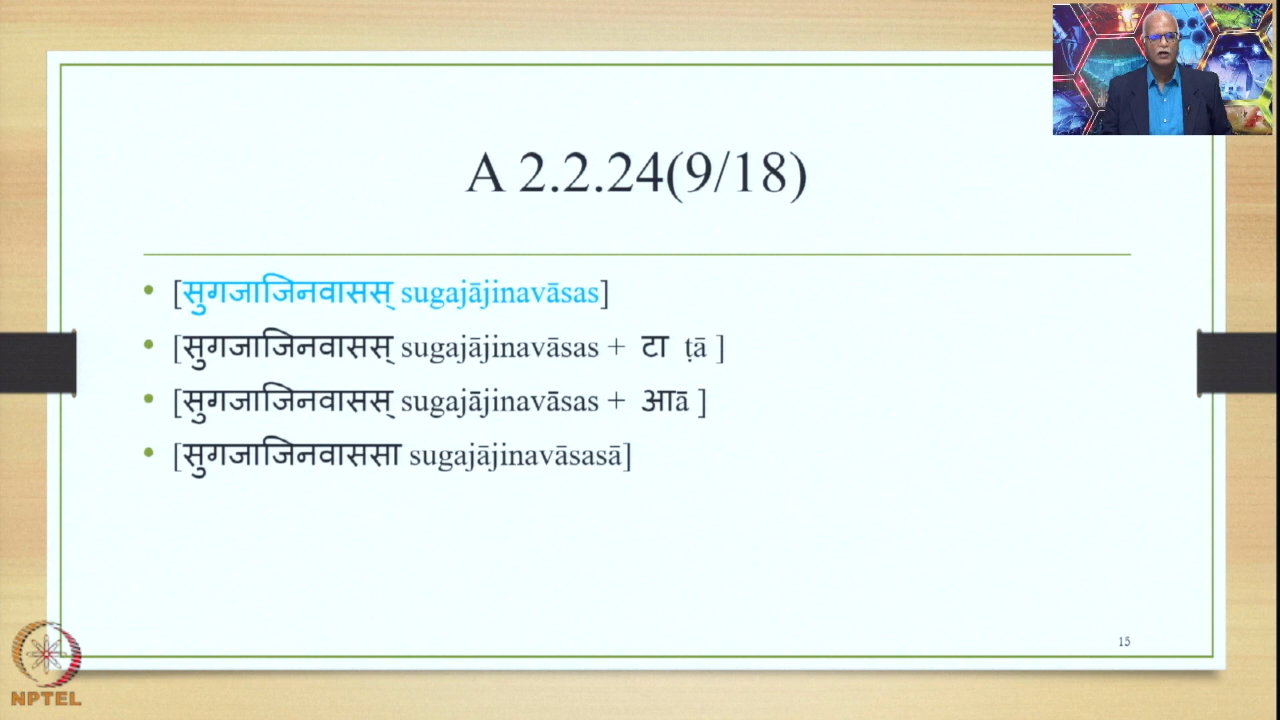 A 2.2.24(9/18)
• [सुगजाजिनवासस् sugajājinavāsas]
• [सुगजाजिनवासस् sugajājinavāsas + टा ṭā ]
• [सुगजाजिनवासस् sugajājinavāsas + आā ]
• [सुगजाजिनवाससा sugajājinavāsasā]
15
NPTEL